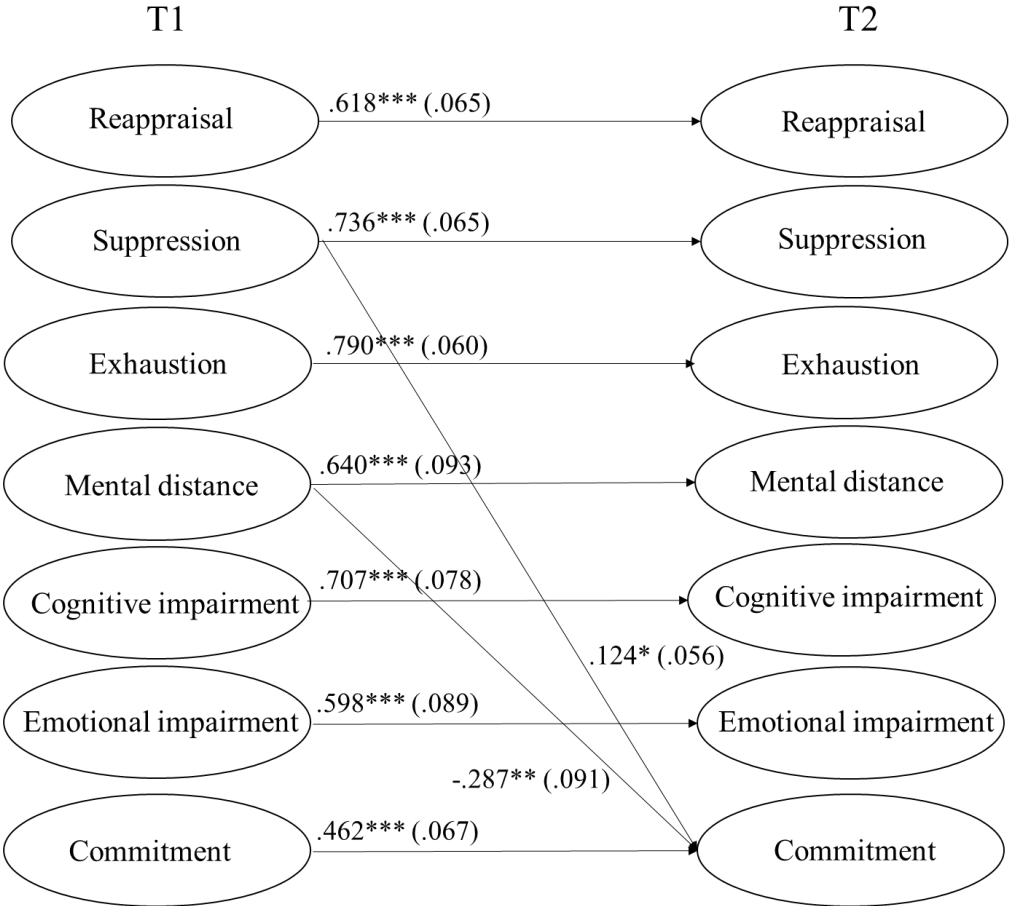 T1 T2
.618*** (.065)
Reappraisal Reappraisal
.736*** (.065)
Suppression Suppression
.790*** (.060)
Exhaustion Exhaustion
.640*** (.093)
Mental distance Mental distance
.707*** (.078)
Cognitive impairment Cognitive impairment
.124* (.056)
.598*** (.089)
Emotional impairment Emotional impairment
-.287** (.091)
.462*** (.067)
Commitment Commitment